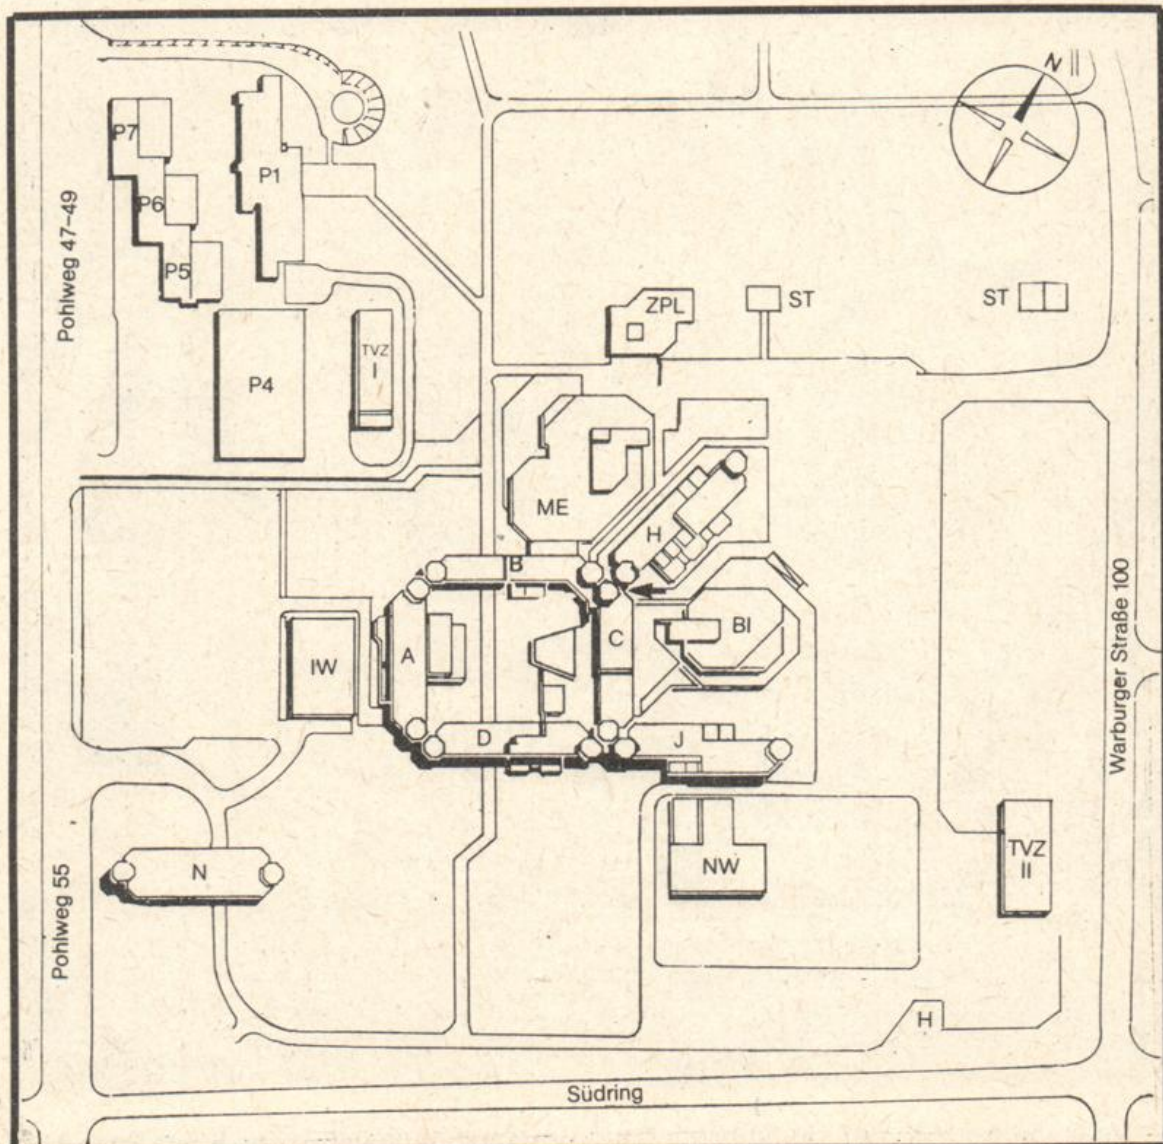 N
P7
P1
P6
Pohlweg 47–49
P5
ZPL
ST
ST
TVZ
I
P4
ME
H
B
C
BI
A
IW
Warburger Straße 100
D
J
N
NW
TVZ
II
Pohlweg 55
H
Südring